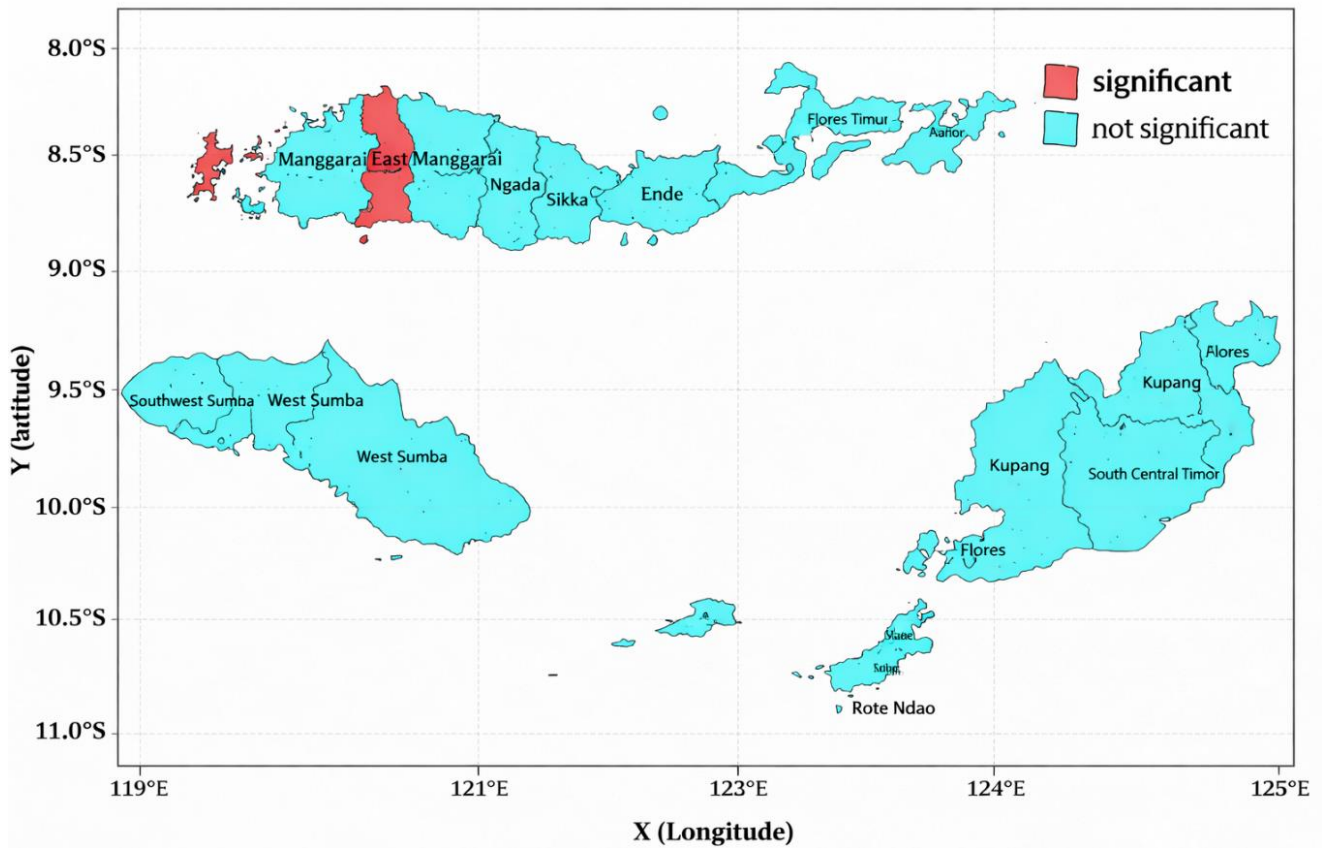 8.0°S
8.5°S
9.0°S
9.5°S
10.0°S
10.5°S
11.0°S
Y (latitude)
significant
not significant
Flores Timur
Manggarai East Manggarai
Ngada
Sikka
Ende
Southwest Sumba
West Sumba
West Sumba
Alores
Kupang
Kupang
South Central Timor
Flores
Rote Ndao
119°E
121°E
123°E
124°E
125°E
X (Longitude)